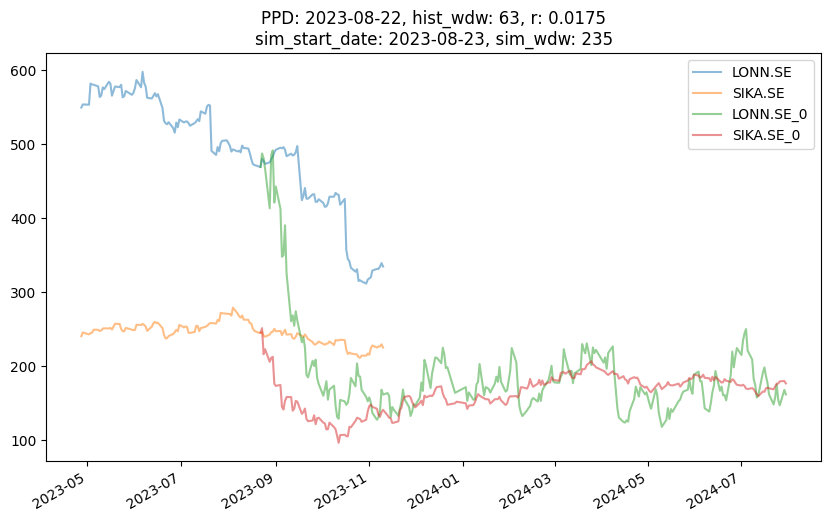 PPD: 2023-08-22, hist_wdw: 63, r: 0.0175
sim_start_date: 2023-08-23, sim_wdw: 235
600
500
400
300
200
100
LONN.SE
SIKA.SE
LONN.SE_0
SIKA.SE_0
2023-05
2023-07
2023-09
2023-11
2024-01
2024-03
2024-05
2024-07